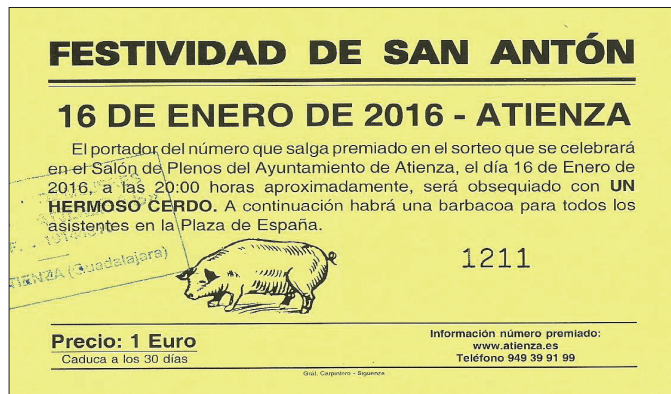 FESTIVIDAD DE SAN ANTÓN
16 DE ENERO DE 2016 - ATIENZA
El portador del número que salga premiado en el sorteo que se celebrará
en el Salón de Plenos del Ayuntamiento de Atienza, el día 16 de Enero de
2016, a las 20:00 horas aproximadamente, será obsequiado con UN
HERMOSO CERDO. A continuación habrá una barbacoa para todos los
asistentes en la Plaza de España.
ATIENZA (Guadalajara)
1211
Precio: 1 Euro
Caduca a los 30 días
Información número premiado:
www.atienza.es
Teléfono 949 39 91 99
Gráf. Carpintero - Sigüenza